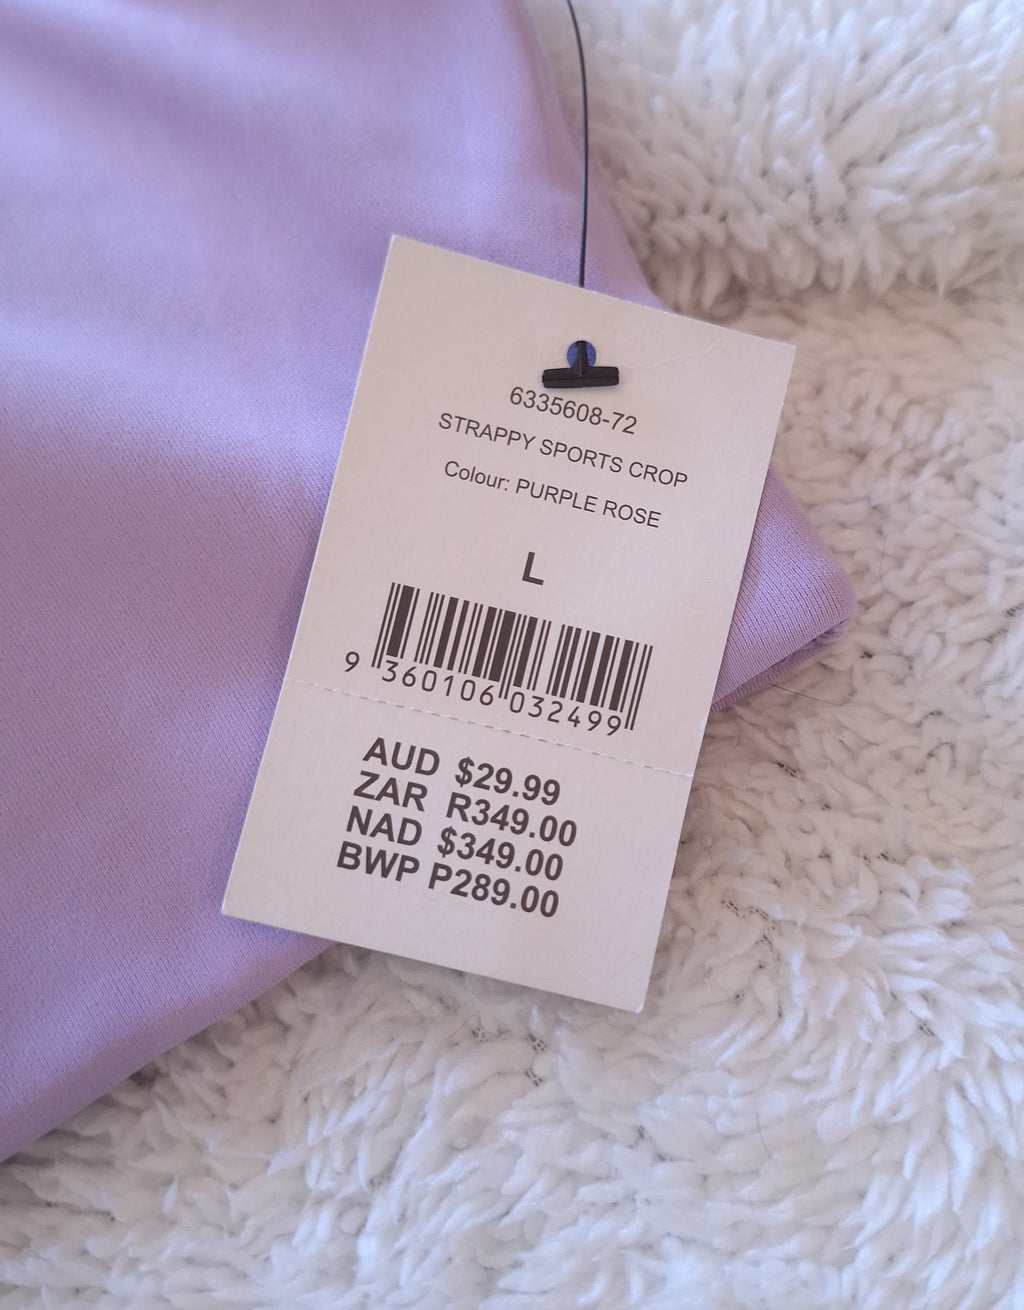 6335608-72
STRAPPY SPORTS CROP
Colour: PURPLE ROSE
L
9 360106 032499
AUD $29.99
ZAR R349.00
NAD $349.00
BWP P289.00